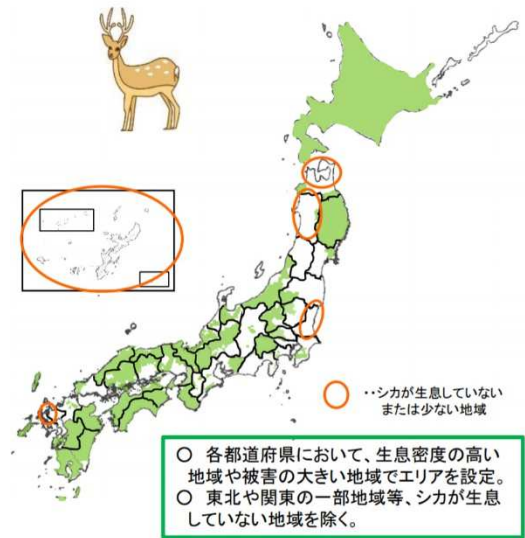 ‥シカが生息していない
または少ない地域
○ 各都道府県において、生息密度の高い
地域や被害の大きい地域でエリアを設定。
○ 東北や関東の一部地域等、シカが生息
していない地域を除く。